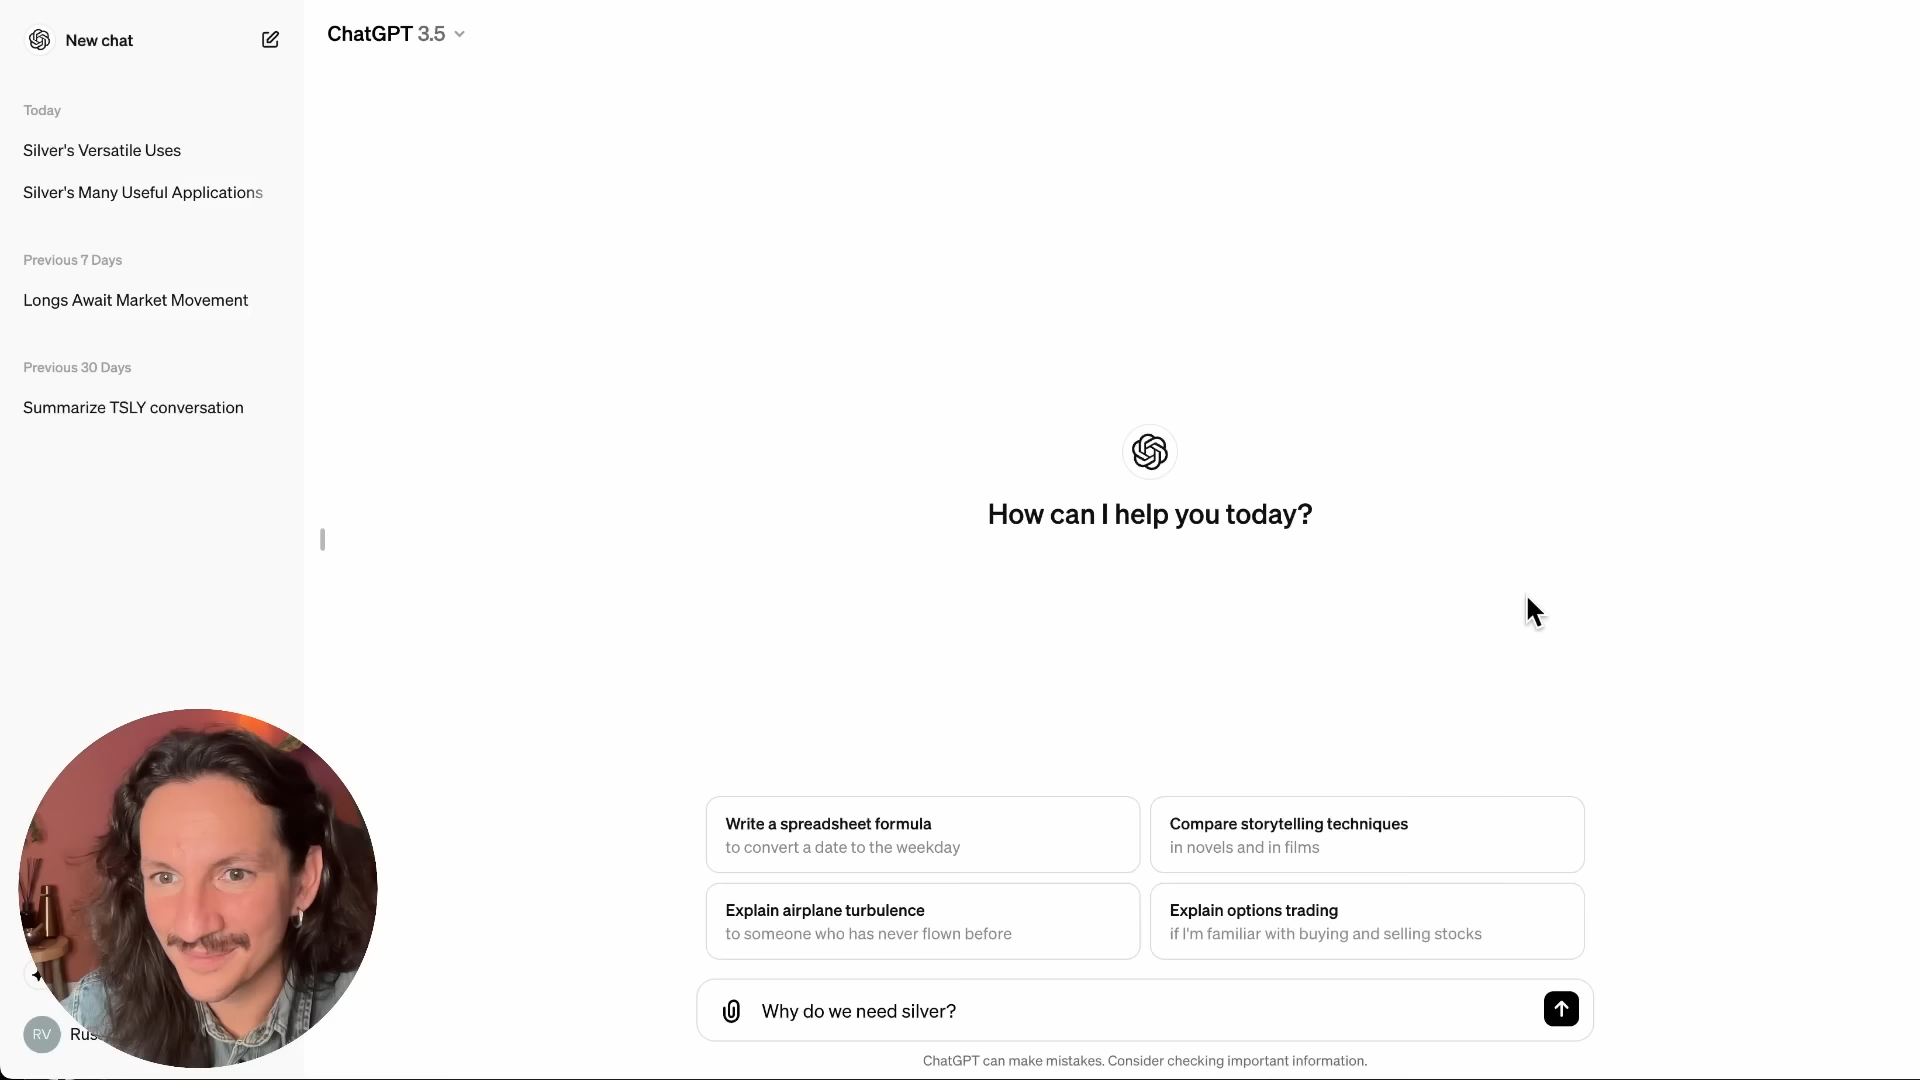 New chat
ChatGPT 3.5
Today
Silver's Versatile Uses
Silver's Many Useful Applications
Previous 7 Days
Longs Await Market Movement
Previous 30 Days
Summarize TSLY conversation
How can I help you today?
Write a spreadsheet formula
to convert a date to the weekday
Compare storytelling techniques
in novels and in films
Explain airplane turbulence
to someone who has never flown before
Explain options trading
if I'm familiar with buying and selling stocks
Why do we need silver?
RV
ChatGPT can make mistakes. Consider checking important information.